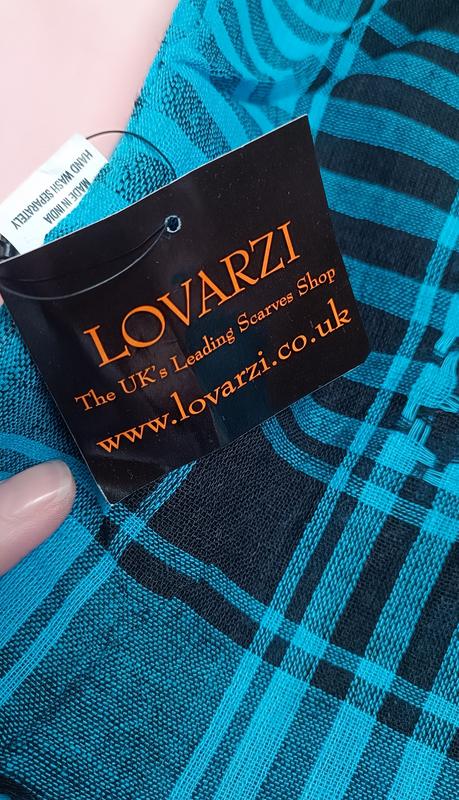 MADE IN INDIA
HAND WASH SEPARATELY
LOVARZI
The UK's Leading Scarves Shop
www.lovarzi.co.uk